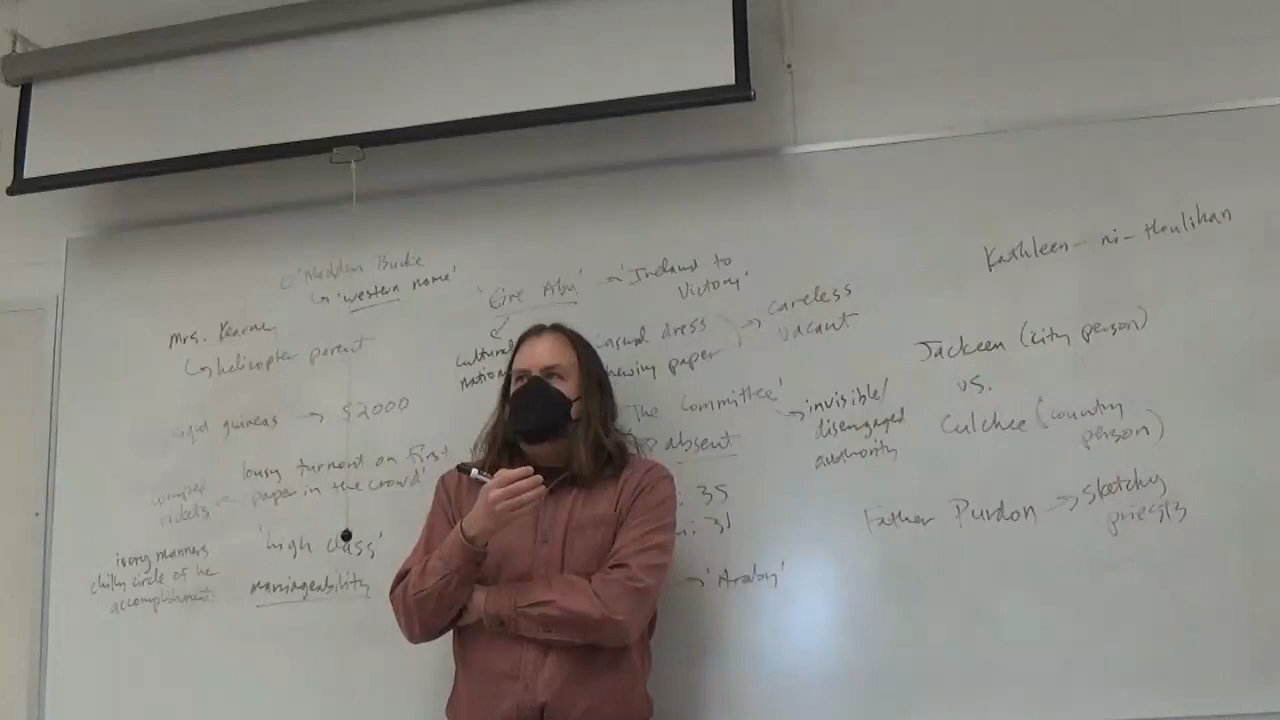 Kathleen - ni - Houlihan
Madden Burke
↳ 'western name'
'Eire Abu' → 'Ireland to
Victory'
Mrs. Kearney
↳ helicopter parent
cultural
casual dress
→ careless
vacant
Jackeen (city person)
vs.
Culchee (country
person)
guineas → $2000
'The Committee'
absent
→ invisible/
disengaged
authority
lousy turnout on first
paper in the crowd'
: 35
: 31
Father Purdon → sketchy
priests
ivory manners
chilly circle of her
accomplishments
'high class'
marriageability
→ 'Araby'